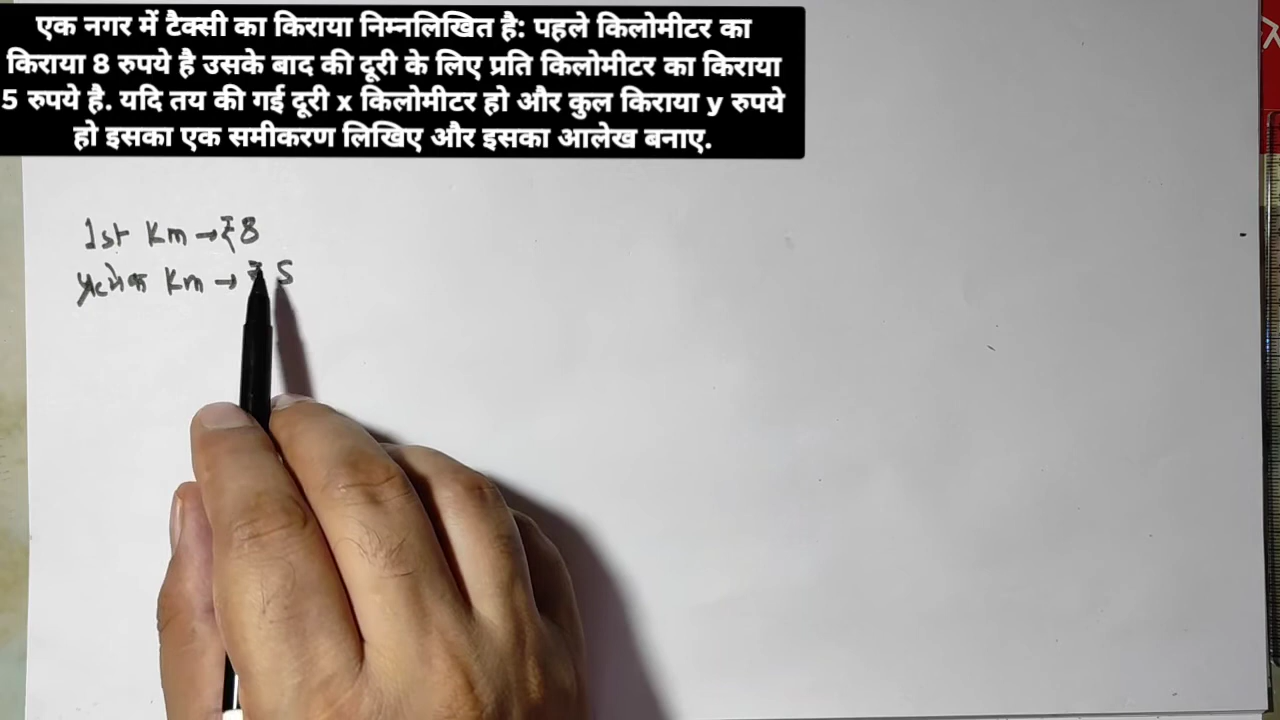 एक नगर में टैक्सी का किराया निम्नलिखित है: पहले किलोमीटर का
किराया 8 रुपये है उसके बाद की दूरी के लिए प्रति किलोमीटर का किराया
5 रुपये है. यदि तय की गई दूरी x किलोमीटर हो और कुल किराया y रुपये
हो इसका एक समीकरण लिखिए और इसका आलेख बनाए.
1st Km →₹8
प्रत्येक Km → ₹ 5